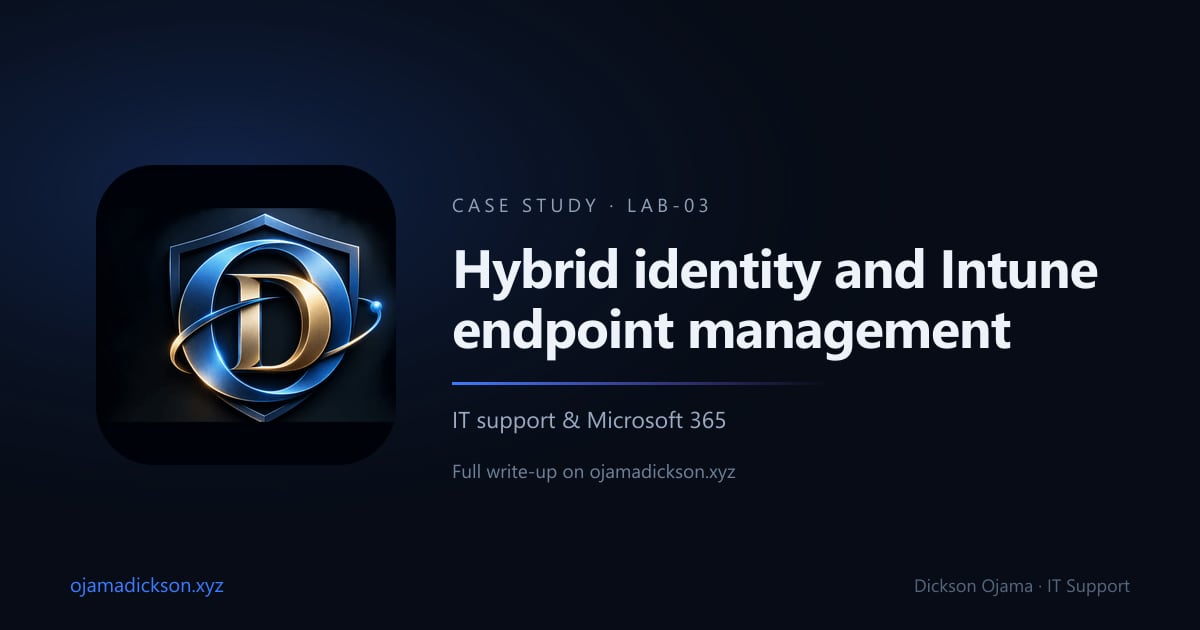 OD
CASE STUDY · LAB-03
Hybrid identity and Intune
endpoint management
IT support & Microsoft 365
Full write-up on ojamadickson.xyz
ojamadickson.xyz
Dickson Ojama · IT Support